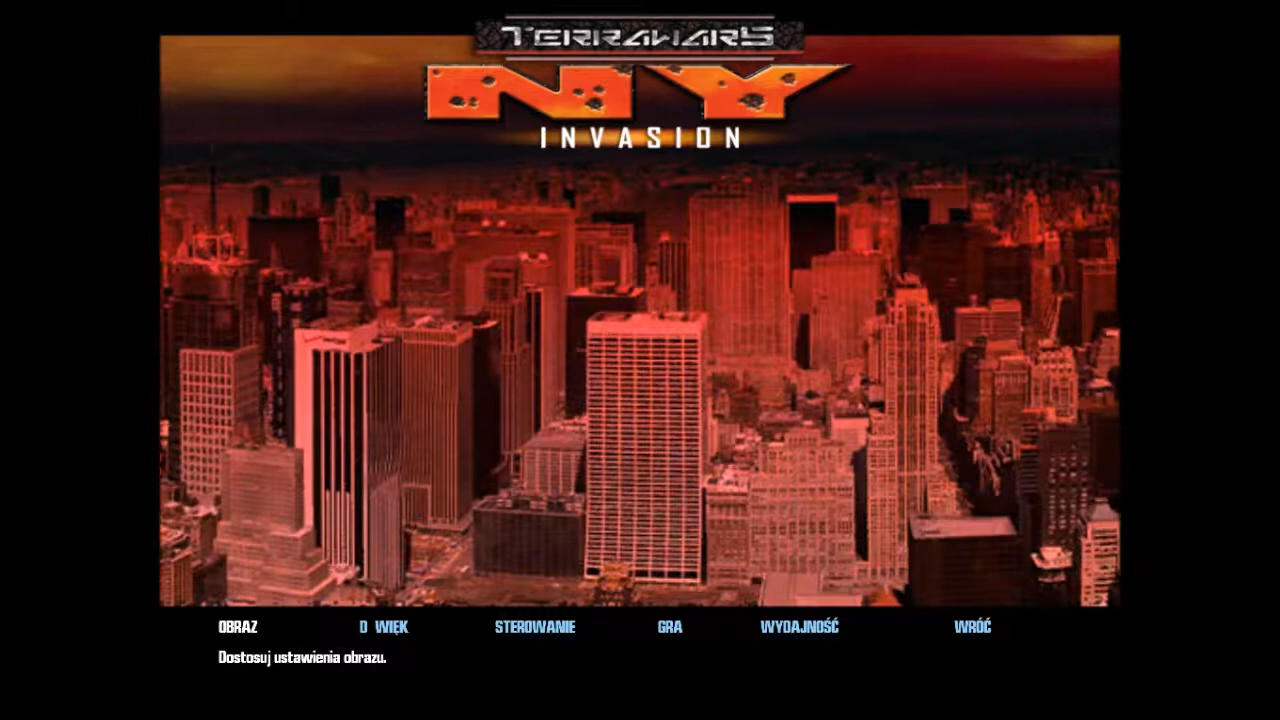 TERRAWARS
NY
INVASION
OBRAZ D WIĘK STEROWANIE GRA WYDAJNOŚĆ WRÓĆ
Dostosuj ustawienia obrazu.